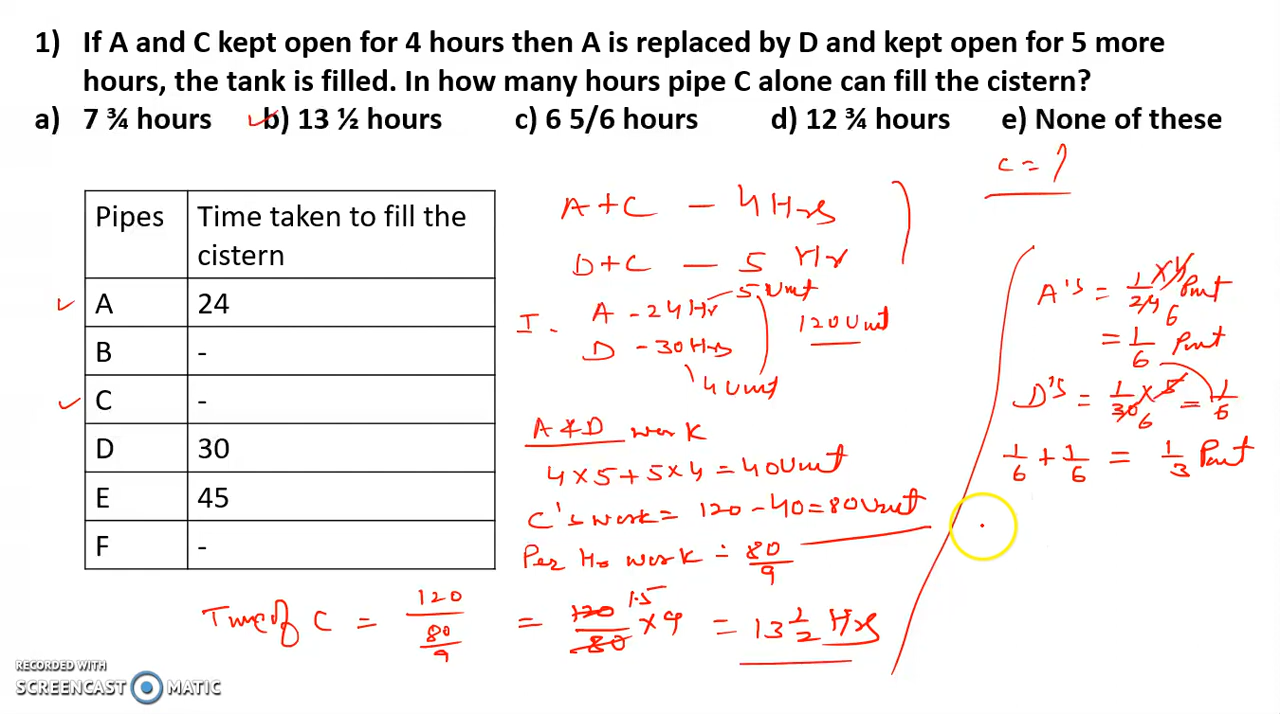 1) If A and C kept open for 4 hours then A is replaced by D and kept open for 5 more
hours, the tank is filled. In how many hours pipe C alone can fill the cistern?
a) 7 ¾ hours b) 13 ½ hours c) 6 5/6 hours d) 12 ¾ hours e) None of these
c = ?
Pipes Time taken to fill the cistern
A 24
B -
C -
D 30
E 45
F -
A+C - 4 Hrs
D+C - 5 Hr
I. A - 24 Hr 5 Unit
D - 30 Hrs 120 Unit
4 Unit
A & D work
4 x 5 + 5 x 4 = 40 Unit
C's work = 120 - 40 = 80 Unit
Per Hr work = 80/9
Time of C = 120/(80/9) = 120/80 x 9 1.5 = 13 1/2 Hrs
A's = 1/24 x 4 Part 6
= 1/6 Part
D's = 1/30 x 5 = 1/6 6
1/6 + 1/6 = 1/3 Part
RECORDED WITH
SCREENCAST MATIC